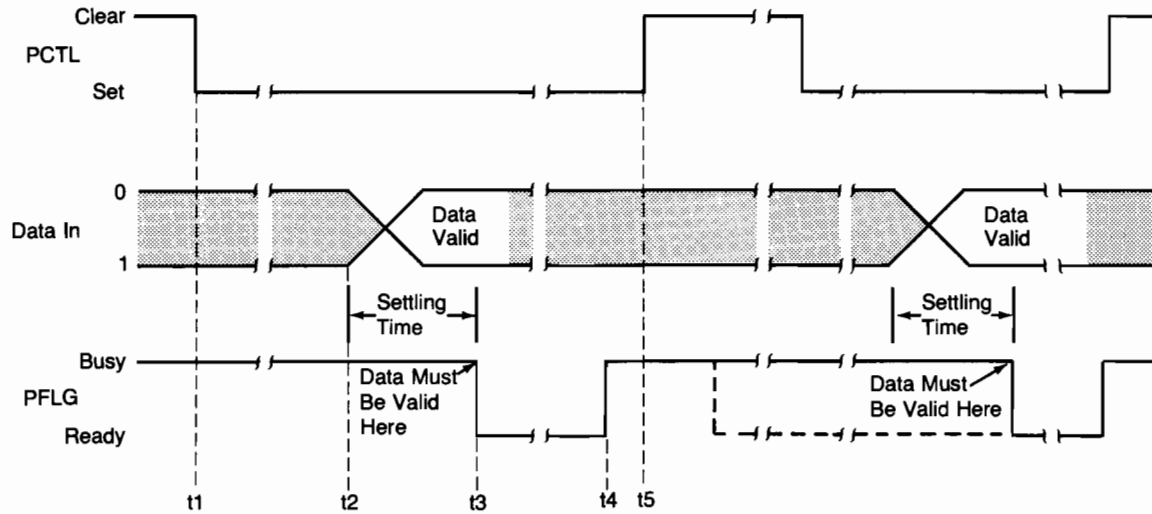 Clear
PCTL
Set
0
Data In
1
Data
Valid
Data
Valid
Settling
Time
Settling
Time
Busy
PFLG
Ready
Data Must
Be Valid
Here
Data Must
Be Valid Here
t1
t2
t3
t4
t5